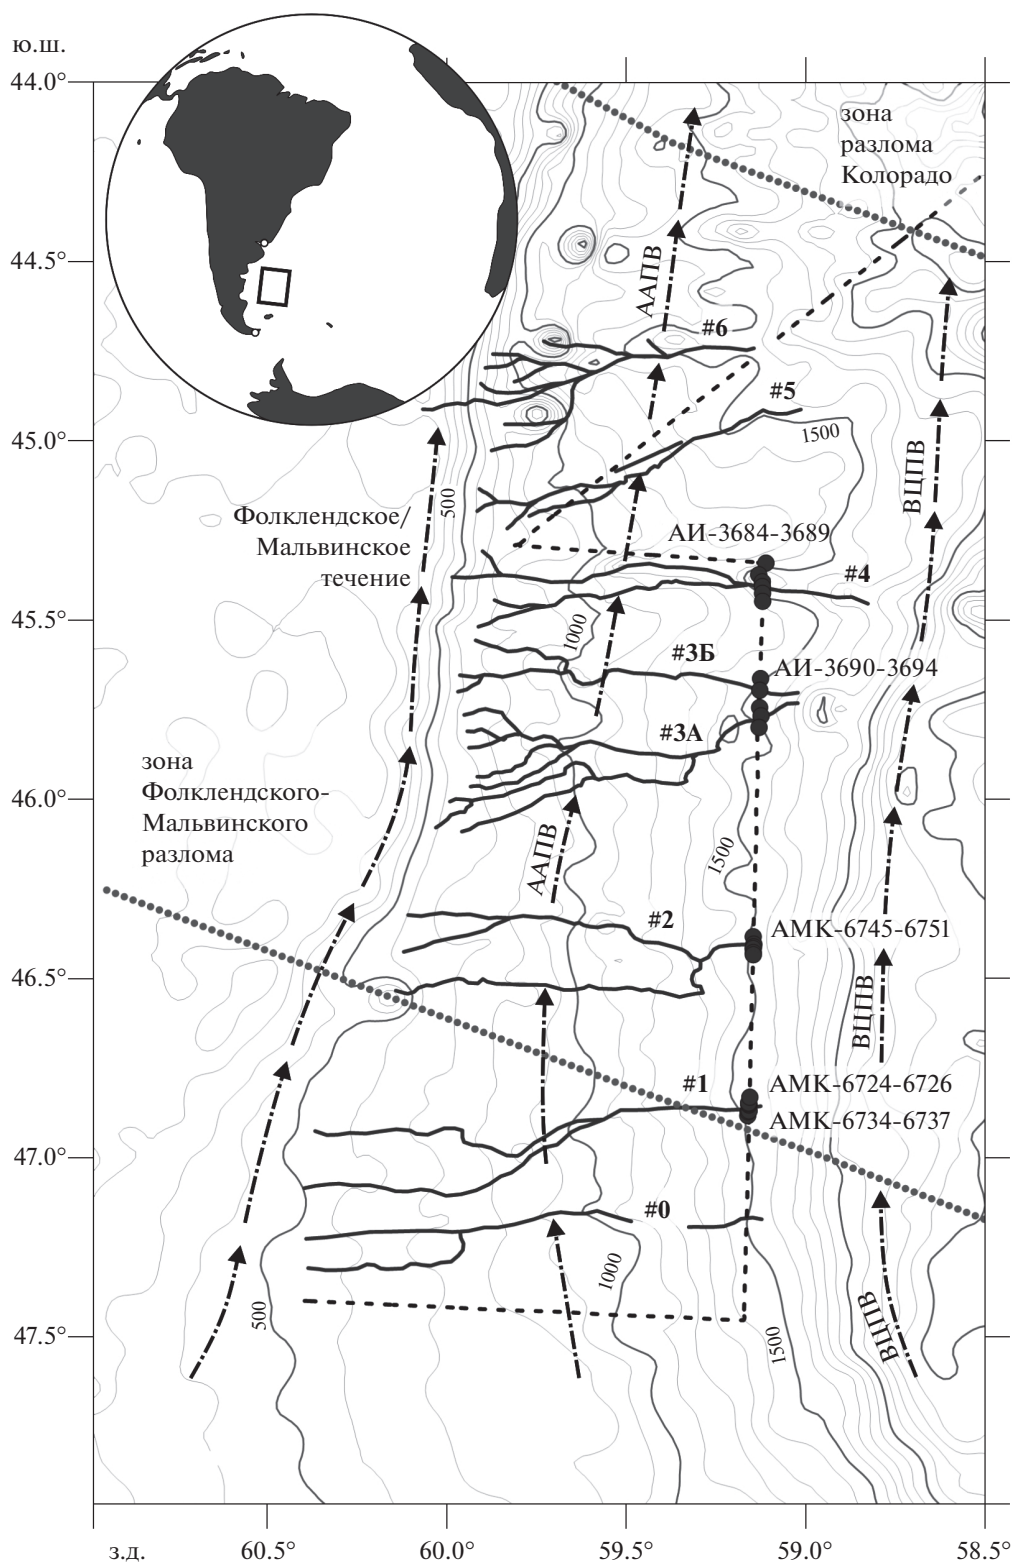 ю.ш.
44.0°
зона
разлома
Колорадо
44.5°
ААПВ
#6
#5
45.0°
1500
ВЦПВ
500
Фолклендское/
Мальвинское
течение
АИ-3684-3689
#4
45.5°
1000
#3Б
АИ-3690-3694
#3А
зона
Фолклендского-
Мальвинского
разлома
46.0°
ААПВ
1500
#2
АМК-6745-6751
46.5°
ВЦПВ
#1
АМК-6724-6726
АМК-6734-6737
47.0°
#0
1000
500
1500
ВЦПВ
47.5°
з.д.
60.5°
60.0°
59.5°
59.0°
58.5°